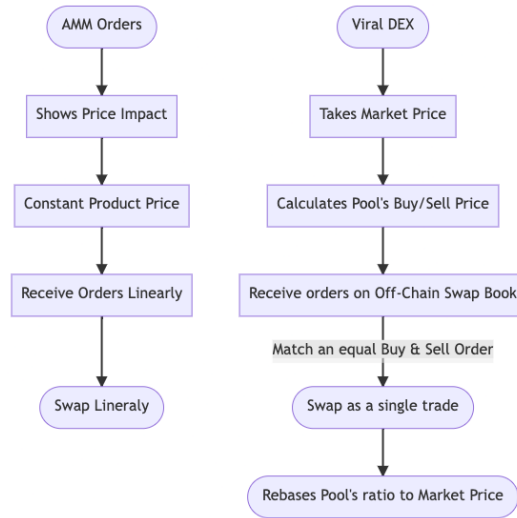 AMM Orders
Shows Price Impact
Constant Product Price
Receive Orders Linearly
Swap Lineraly
Viral DEX
Takes Market Price
Calculates Pool's Buy/Sell Price
Receive orders on Off-Chain Swap Book
Match an equal Buy & Sell Order
Swap as a single trade
Rebases Pool's ratio to Market Price